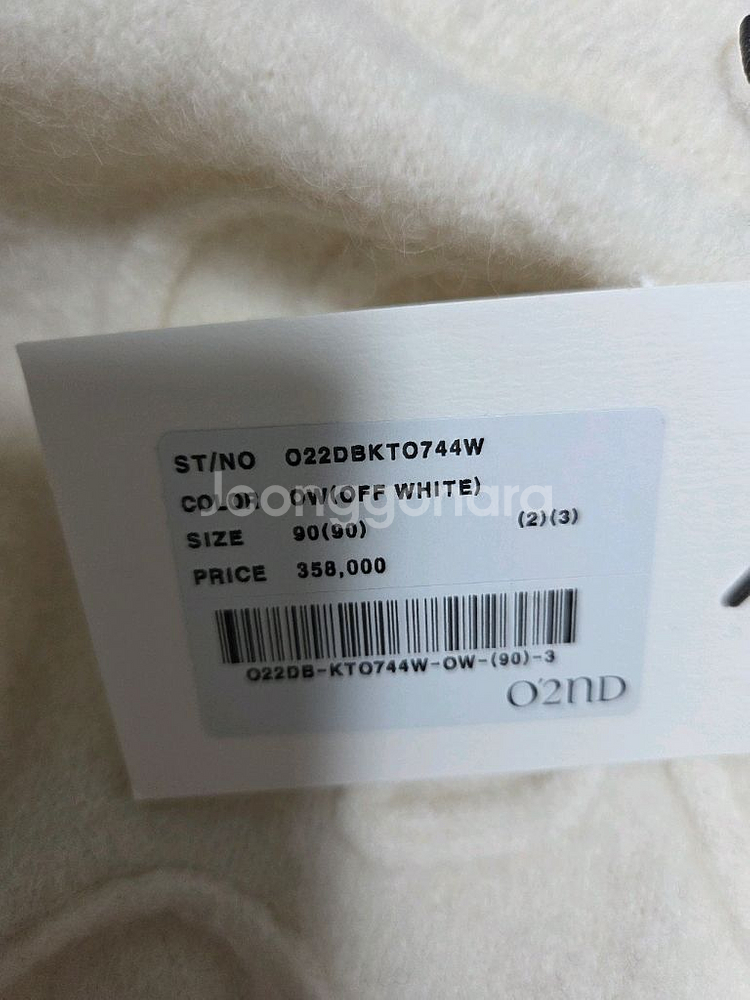 ST/NO O22DBKTO744W
COLOR OW(OFF WHITE)
Joonggonara
SIZE 90(90) (2)(3)
PRICE 358,000
O22DB-KTO744W-OW-(90)-3
O'2ND